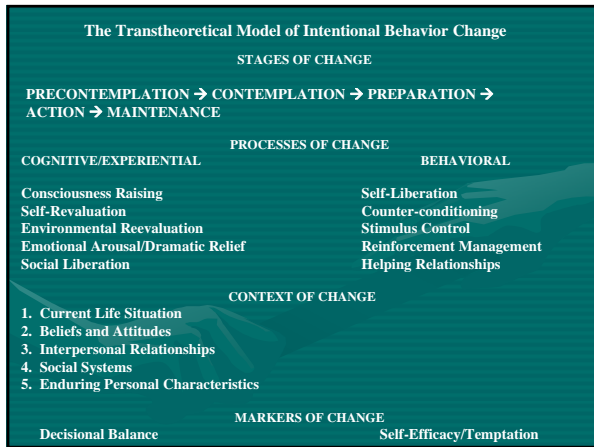 The Transtheoretical Model of Intentional Behavior Change
STAGES OF CHANGE
PRECONTEMPLATION → CONTEMPLATION → PREPARATION →
ACTION → MAINTENANCE
PROCESSES OF CHANGE
COGNITIVE/EXPERIENTIAL BEHAVIORAL
Consciousness Raising Self-Liberation
Self-Revaluation Counter-conditioning
Environmental Reevaluation Stimulus Control
Emotional Arousal/Dramatic Relief Reinforcement Management
Social Liberation Helping Relationships
CONTEXT OF CHANGE
1. Current Life Situation
2. Beliefs and Attitudes
3. Interpersonal Relationships
4. Social Systems
5. Enduring Personal Characteristics
MARKERS OF CHANGE
Decisional Balance Self-Efficacy/Temptation